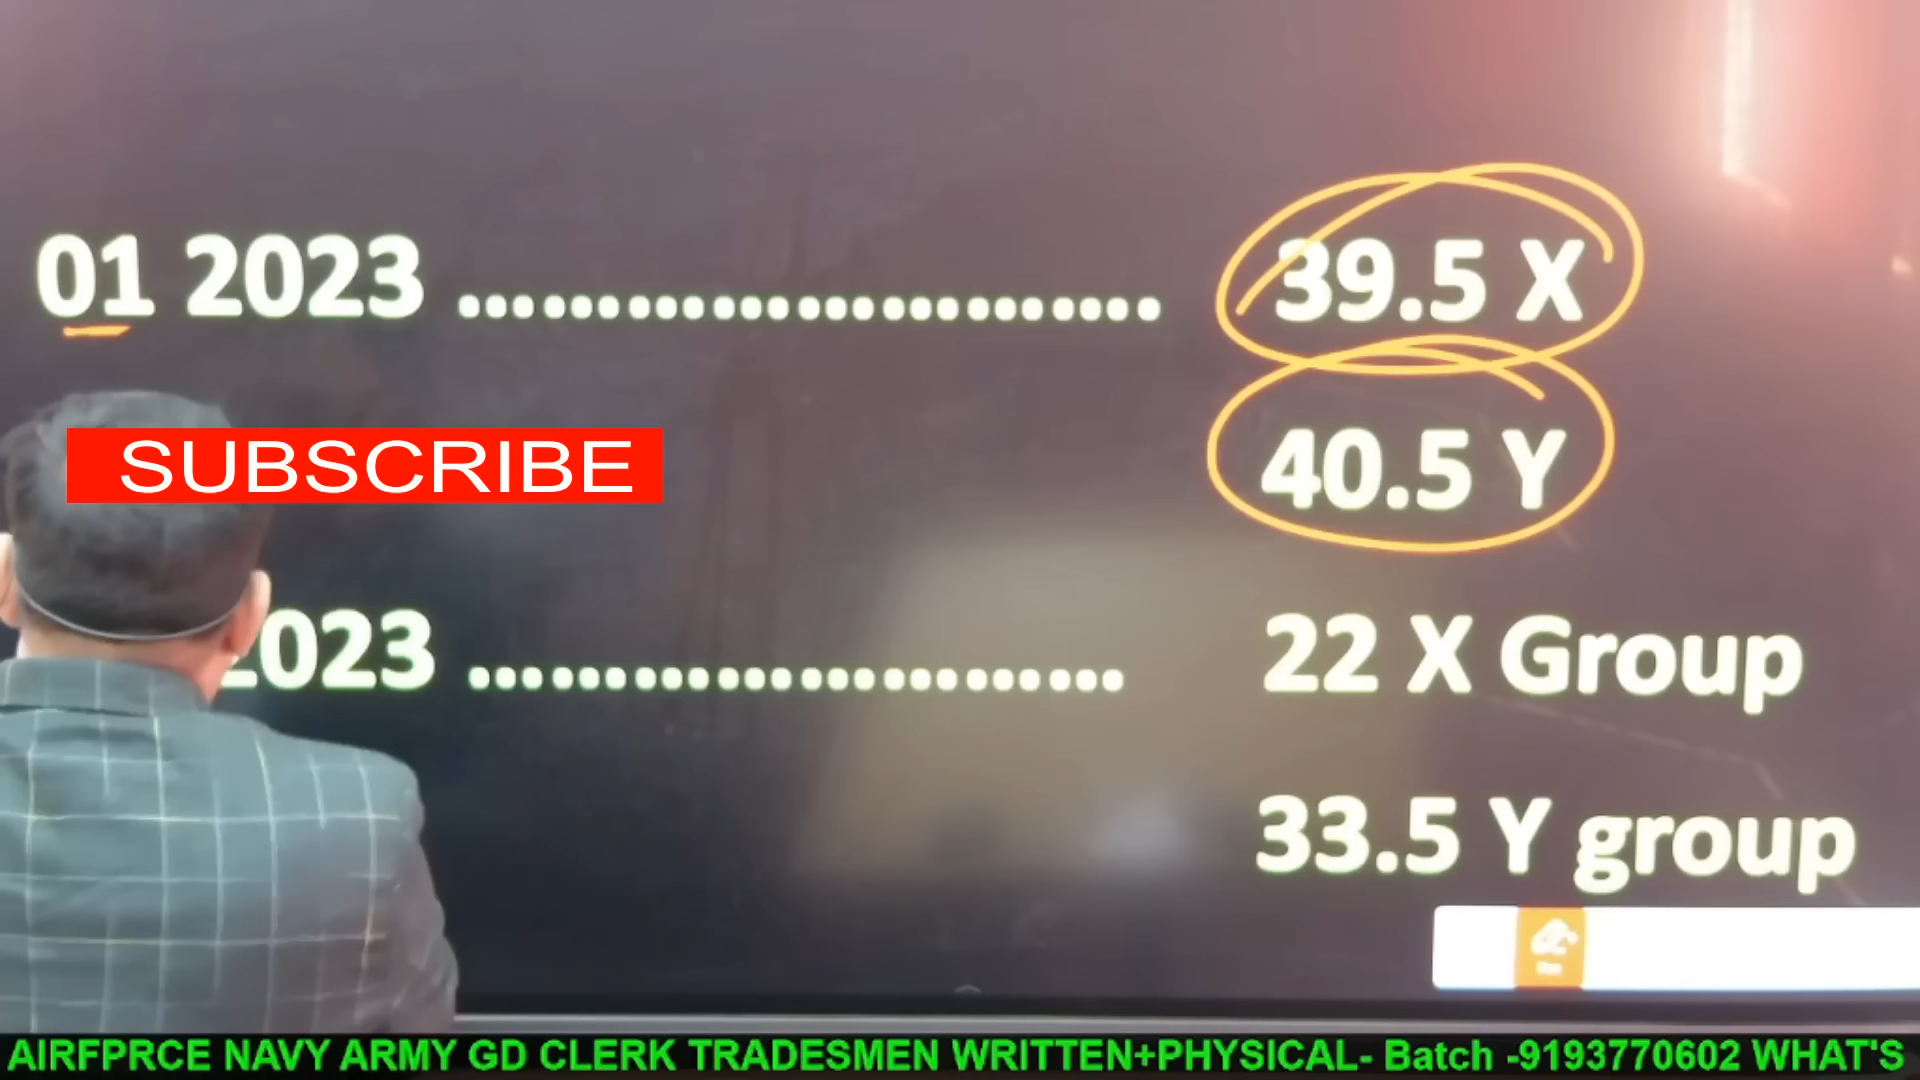 01 2023 ......................... 39.5 X
SUBSCRIBE
40.5 Y
2023 ........................ 22 X Group
33.5 Y group
AIRFPRCE NAVY ARMY GD CLERK TRADESMEN WRITTEN+PHYSICAL- Batch -9193770602 WHAT'S